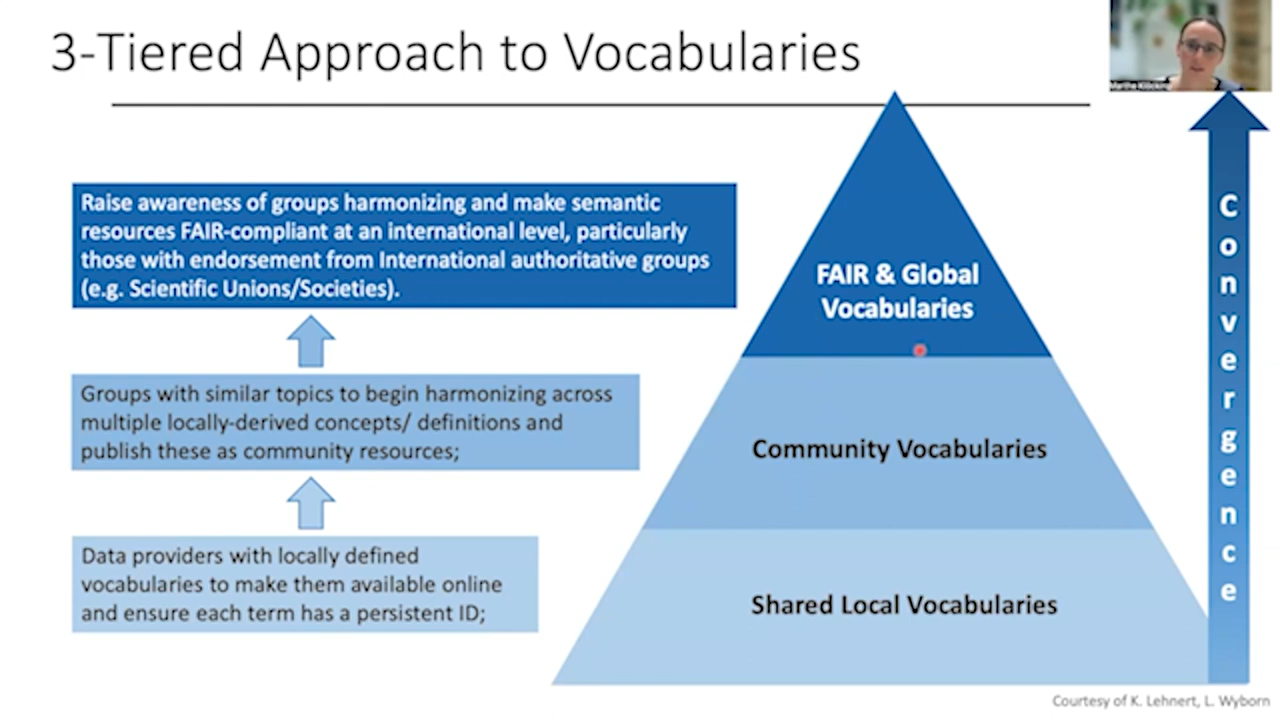 3-Tiered Approach to Vocabularies
Raise awareness of groups harmonizing and make semantic
resources FAIR-compliant at an international level, particularly
those with endorsement from International authoritative groups
(e.g. Scientific Unions/Societies).
Groups with similar topics to begin harmonizing across
multiple locally-derived concepts/ definitions and
publish these as community resources;
Data providers with locally defined
vocabularies to make them available online
and ensure each term has a persistent ID;
FAIR & Global
Vocabularies
Community Vocabularies
Shared Local Vocabularies
Convergence
Courtesy of K. Lehnert, L. Wyborn